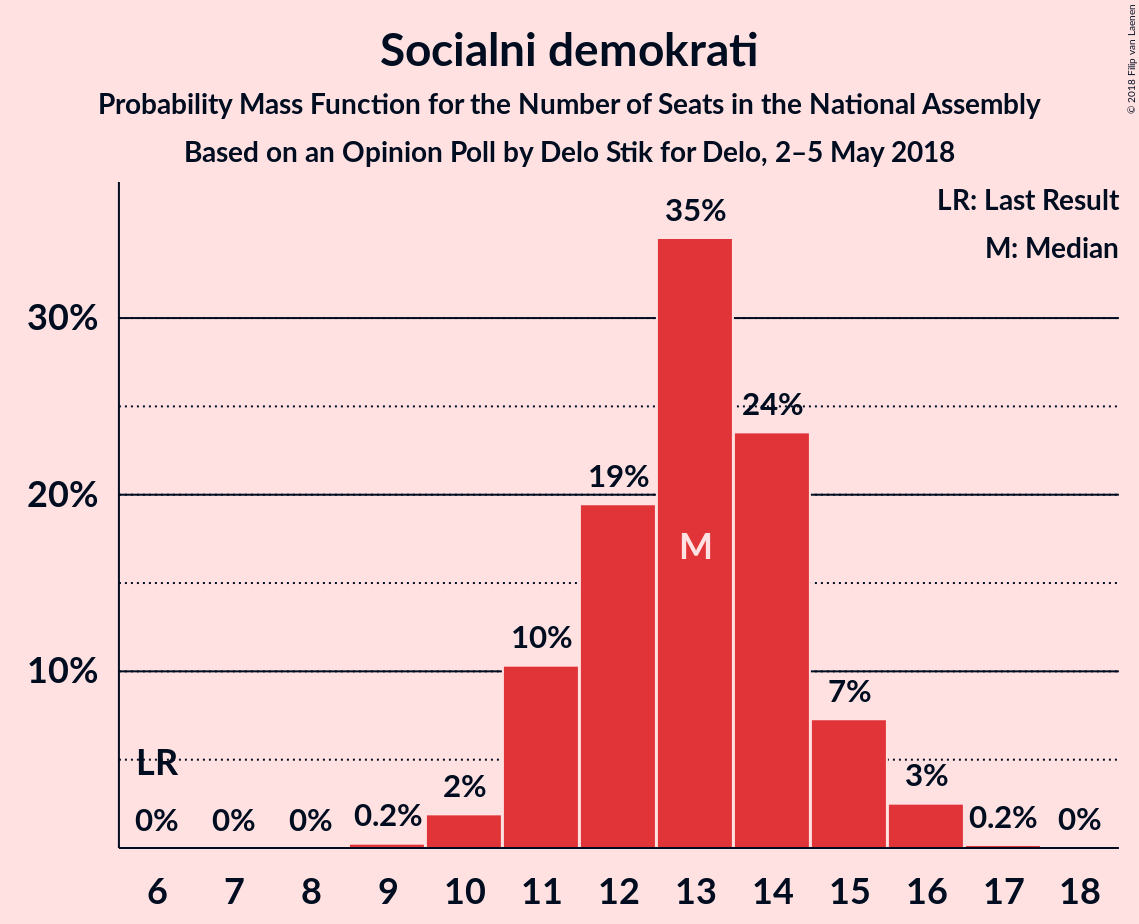 Socialni demokrati
Probability Mass Function for the Number of Seats in the National Assembly
Based on an Opinion Poll by Delo Stik for Delo, 2–5 May 2018
© 2018 Filip van Laenen
LR: Last Result
M: Median
35%
30%
24%
19%
20%
M
10%
10%
7%
LR
3%
2%
0% 0% 0% 0.2% 0.2% 0%
6 7 8 9 10 11 12 13 14 15 16 17 18